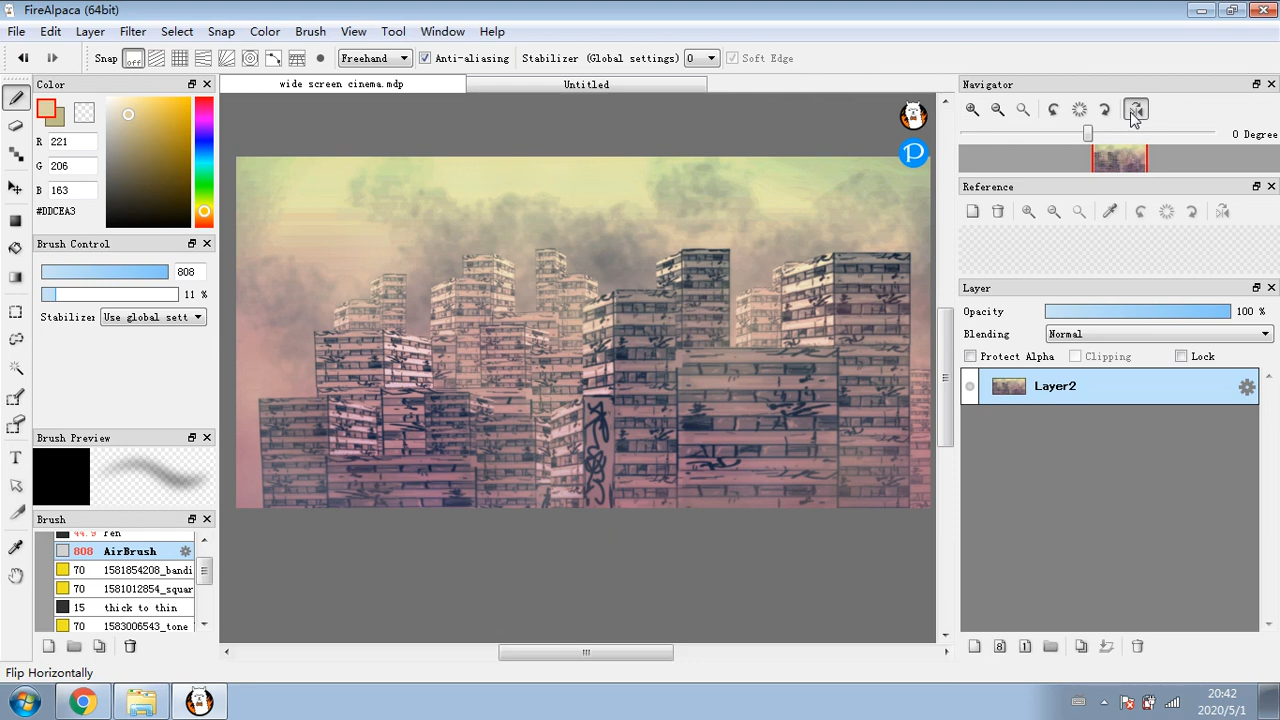 FireAlpaca (64bit)
File Edit Layer Filter Select Snap Color Brush View Tool Window Help
Snap off Freehand Anti-aliasing Stabilizer (Global settings) 0 Soft Edge
Color
R 221
G 206
B 163
#DDCEA3
Brush Control
808
11 %
Stabilizer Use global sett
Brush Preview
Brush
44.9 Pen
808 AirBrush
70 1581854208_bandi
70 1581012854_squar
15 thick to thin
70 1583006543_tone
wide screen cinema.mdp Untitled
P
Navigator
0 Degree
Reference
Layer
Opacity 100 %
Blending Normal
Protect Alpha Clipping Lock
Layer2
Flip Horizontally
20:42
2020/5/1